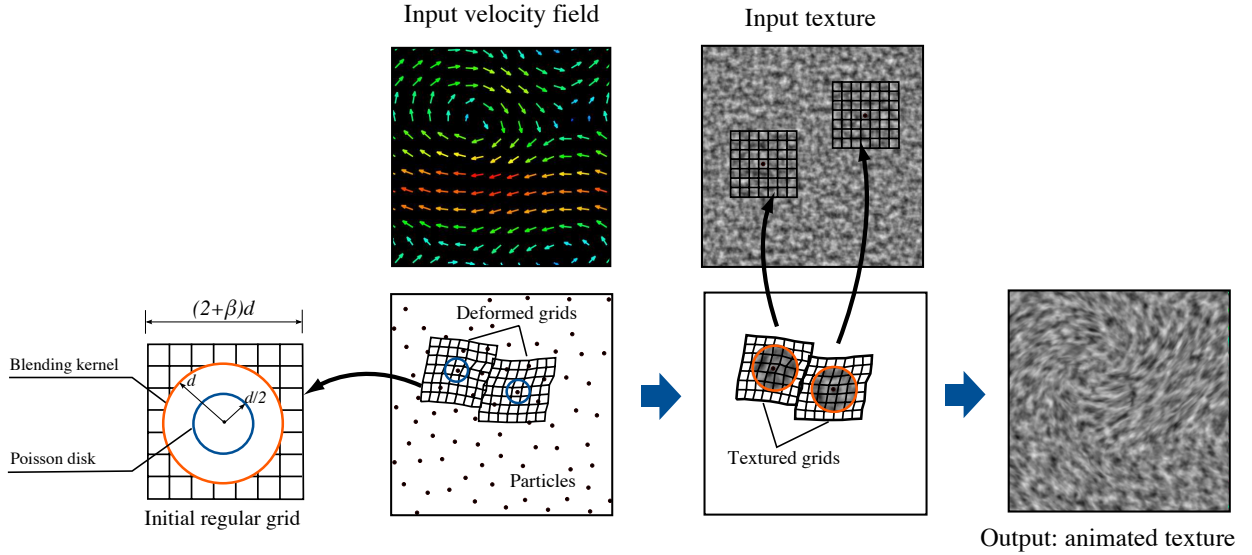 Input velocity field
Input texture
(2+β)d
Deformed grids
Blending kernel
d
d/2
Poisson disk
Initial regular grid
Particles
Textured grids
Output: animated texture